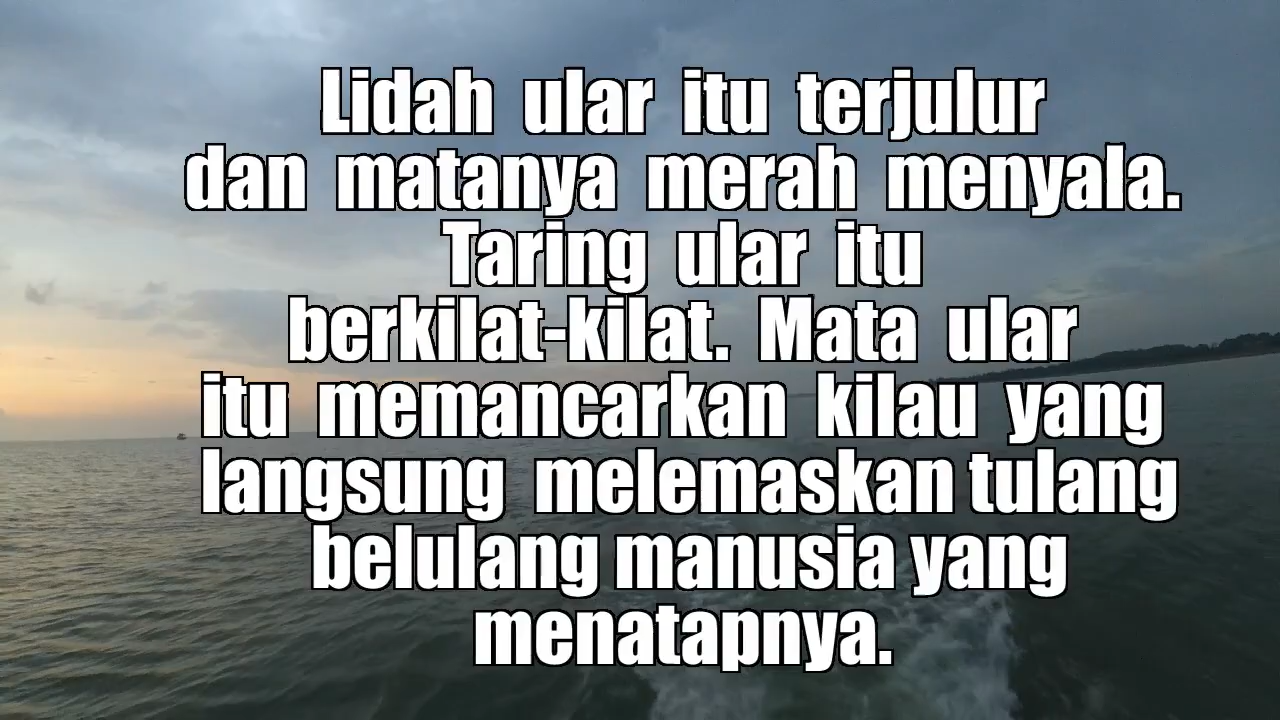 Lidah ular itu terjulur
dan matanya merah menyala.
Taring ular itu
berkilat-kilat. Mata ular
itu memancarkan kilau yang
langsung melemaskan tulang
belulang manusia yang
menatapnya.